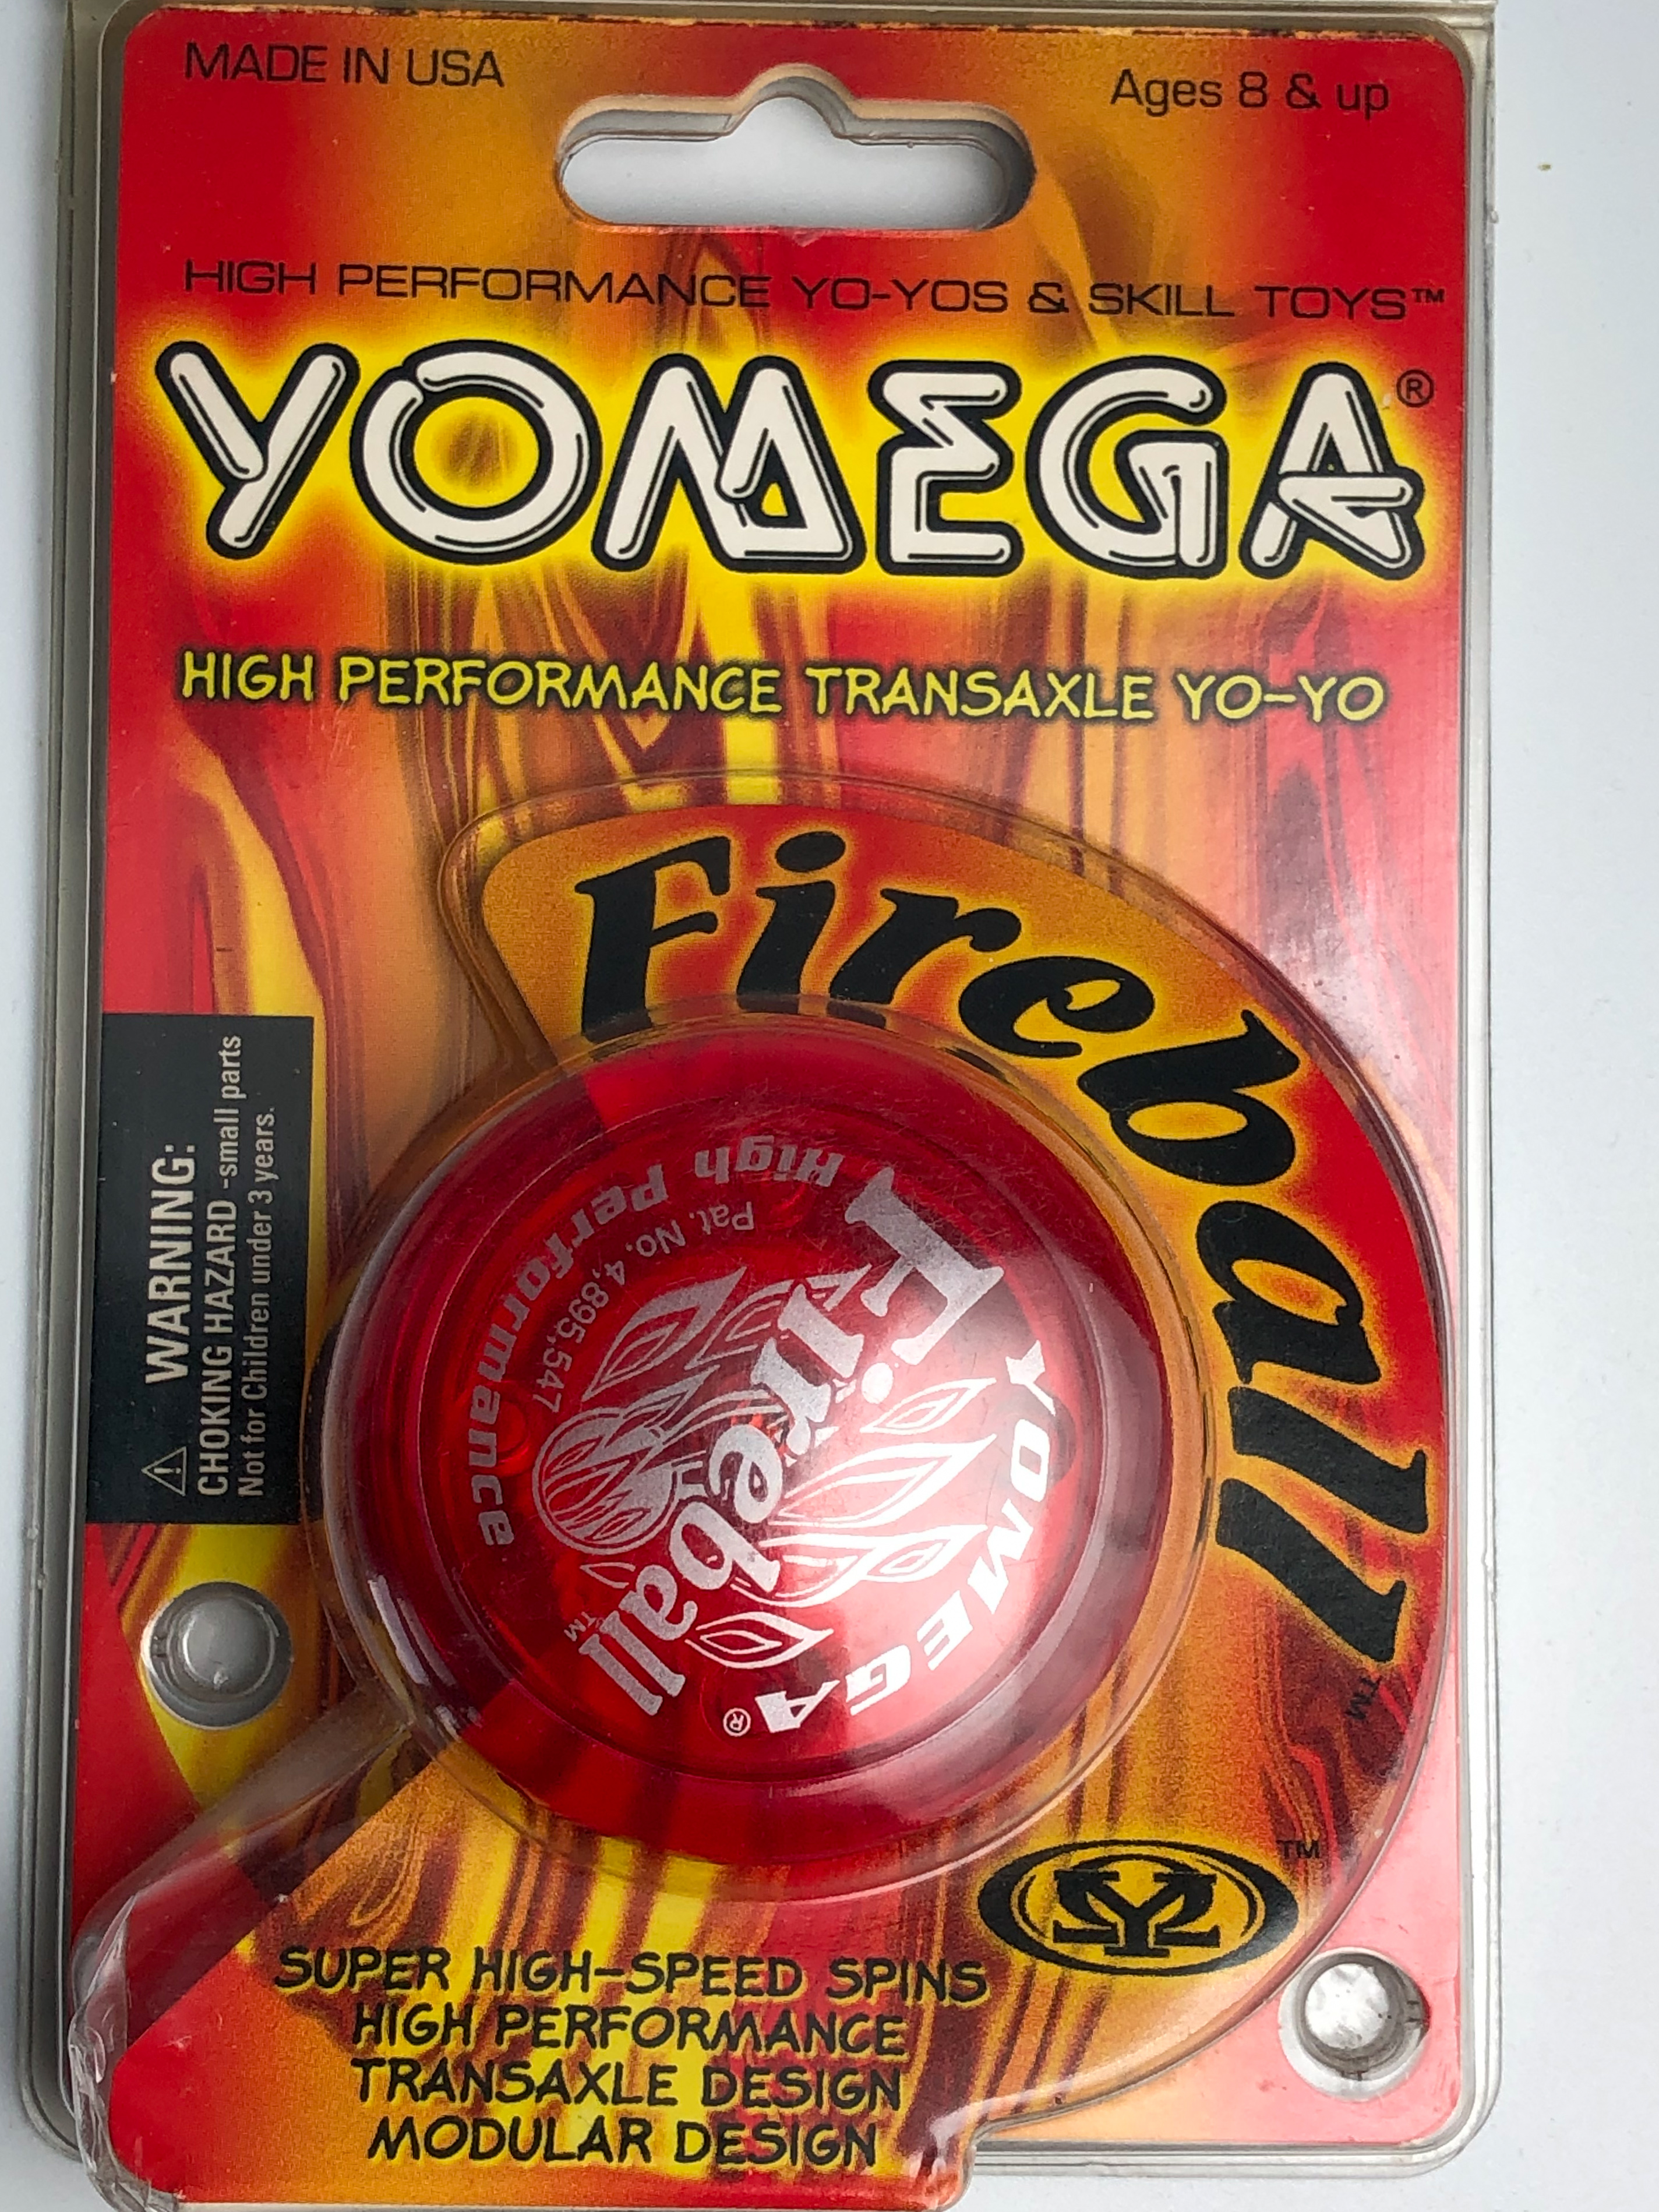 MADE IN USA
Ages 8 & up
HIGH PERFORMANCE YO-YOS & SKILL TOYS™
YOMEGA®
HIGH PERFORMANCE TRANSAXLE YO-YO
Fireball™
⚠ WARNING:
CHOKING HAZARD -small parts
Not for Children under 3 years.
High Performance
Pat. No. 4,895,547
Fireball™
YOMEGA®
TM
SUPER HIGH-SPEED SPINS
HIGH PERFORMANCE
TRANSAXLE DESIGN
MODULAR DESIGN